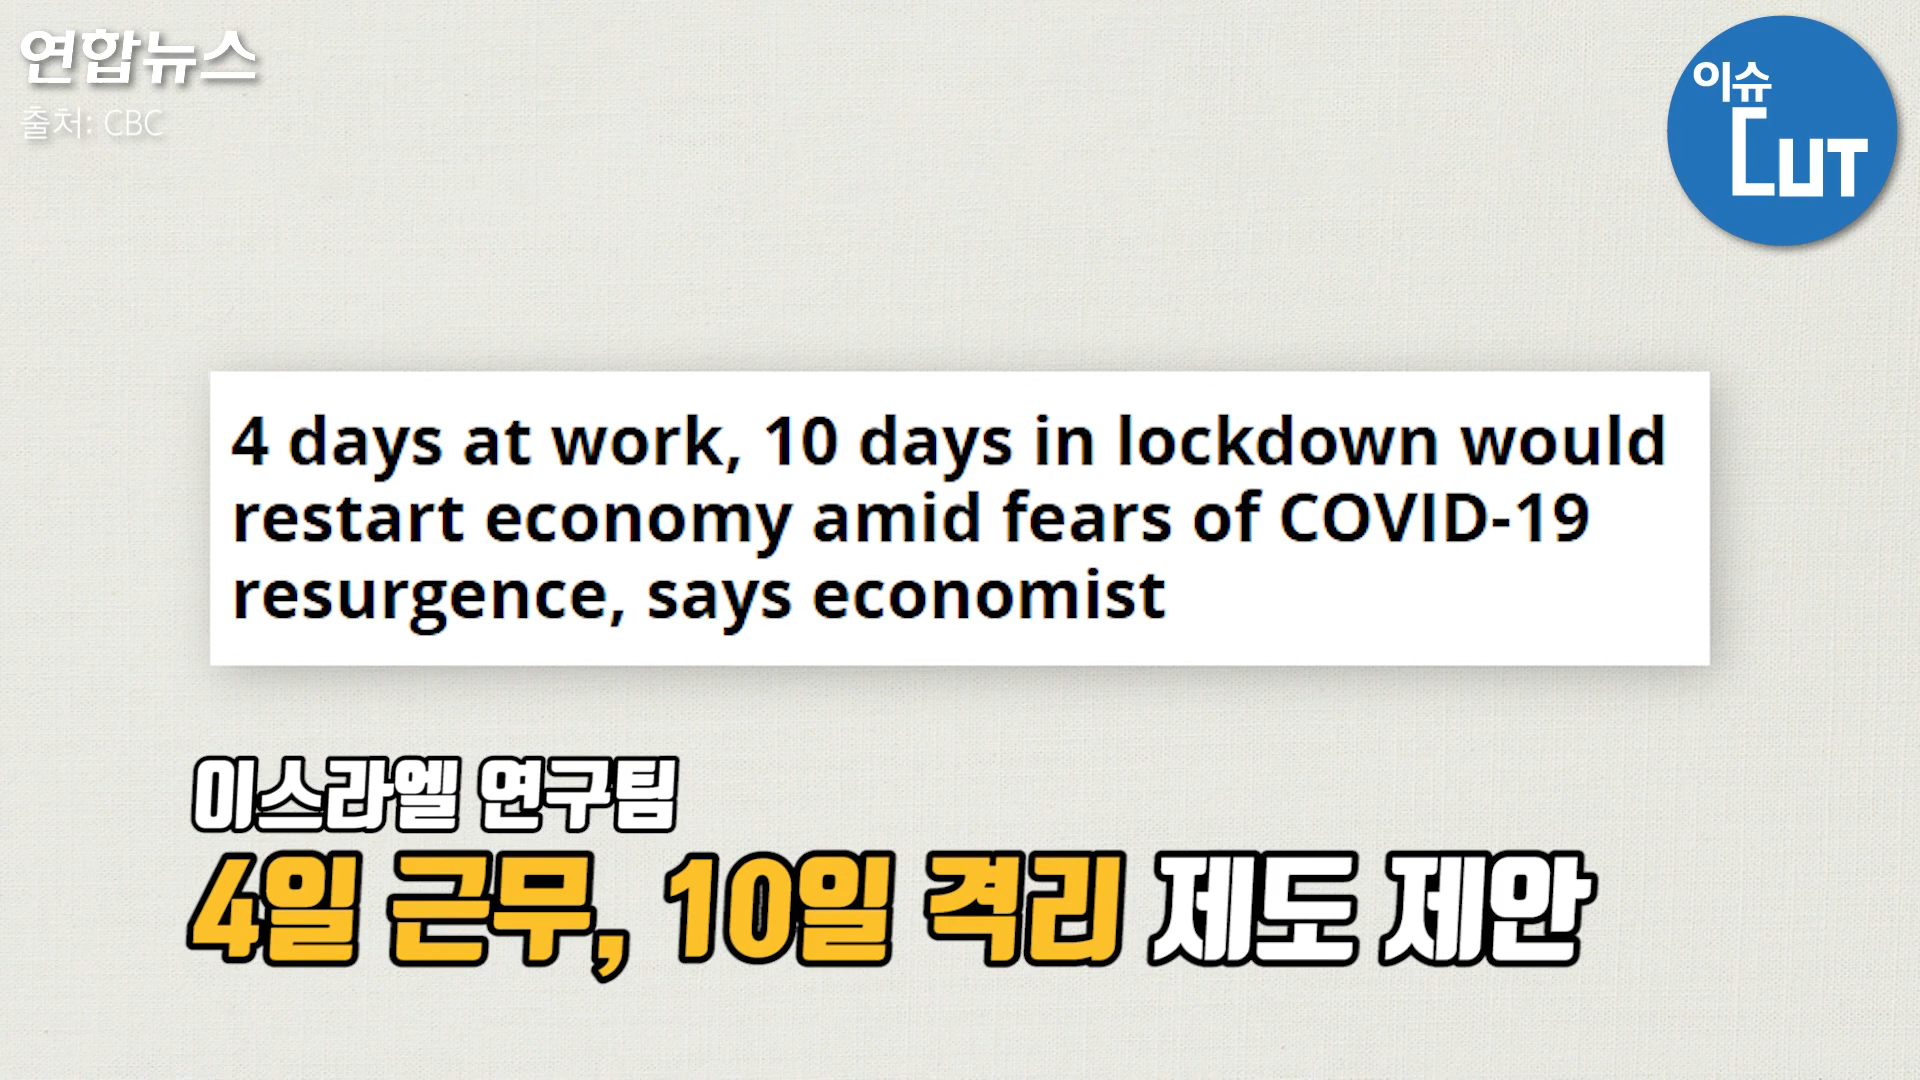 연합뉴스
출처: CBC
이슈
CUT
4 days at work, 10 days in lockdown would
restart economy amid fears of COVID-19
resurgence, says economist
이스라엘 연구팀
4일 근무, 10일 격리 제도 제안